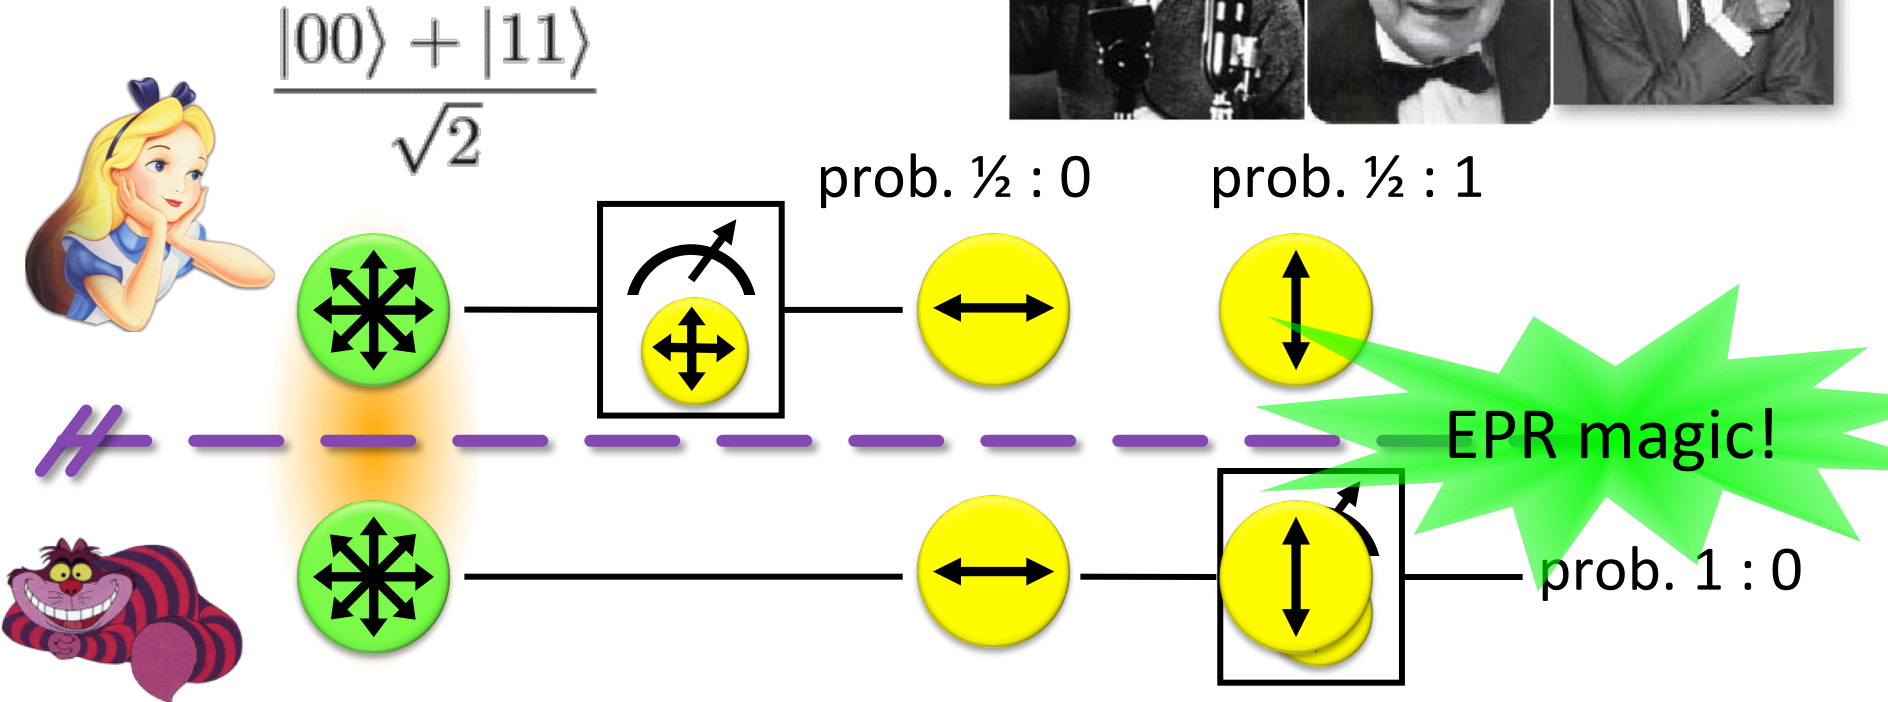 |00⟩ + |11⟩
√2
prob. ½ : 0
prob. ½ : 1
EPR magic!
prob. 1 : 0